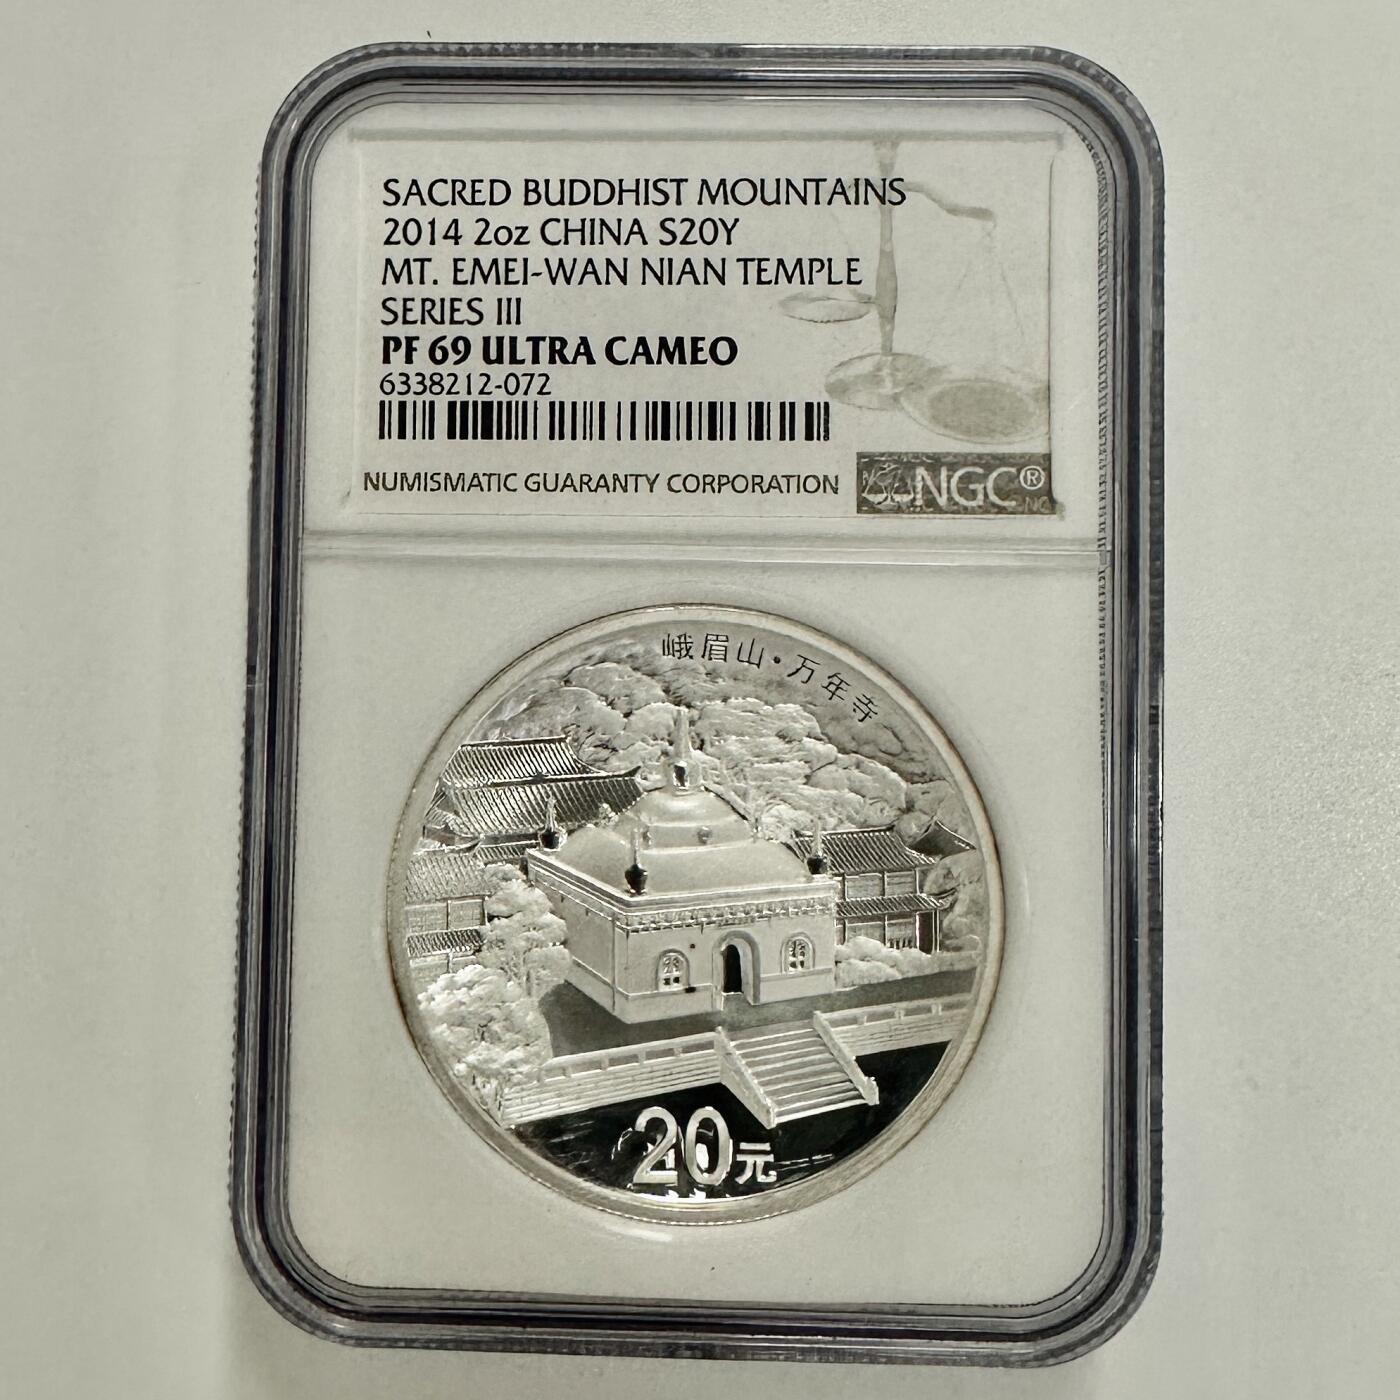 SACRED BUDDHIST MOUNTAINS
2014 2oz CHINA S20Y
MT. EMEI-WAN NIAN TEMPLE
SERIES III
PF 69 ULTRA CAMEO
6338212-072
NUMISMATIC GUARANTY CORPORATION
NGC®
峨眉山·万年寺
20元